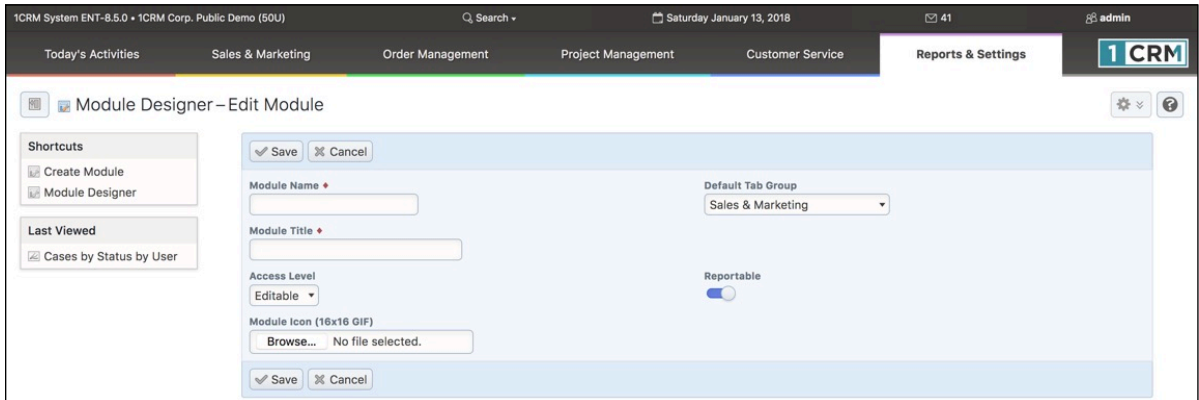 1CRM System ENT-8.5.0 • 1CRM Corp. Public Demo (50U) Search Saturday January 13, 2018 41 admin
Today's Activities Sales & Marketing Order Management Project Management Customer Service Reports & Settings 1 CRM
Module Designer – Edit Module
Shortcuts
Create Module
Module Designer
Last Viewed
Cases by Status by User
Save Cancel
Module Name ♦ Default Tab Group
Sales & Marketing
Module Title ♦
Access Level Reportable
Editable
Module Icon (16x16 GIF)
Browse... No file selected.
Save Cancel